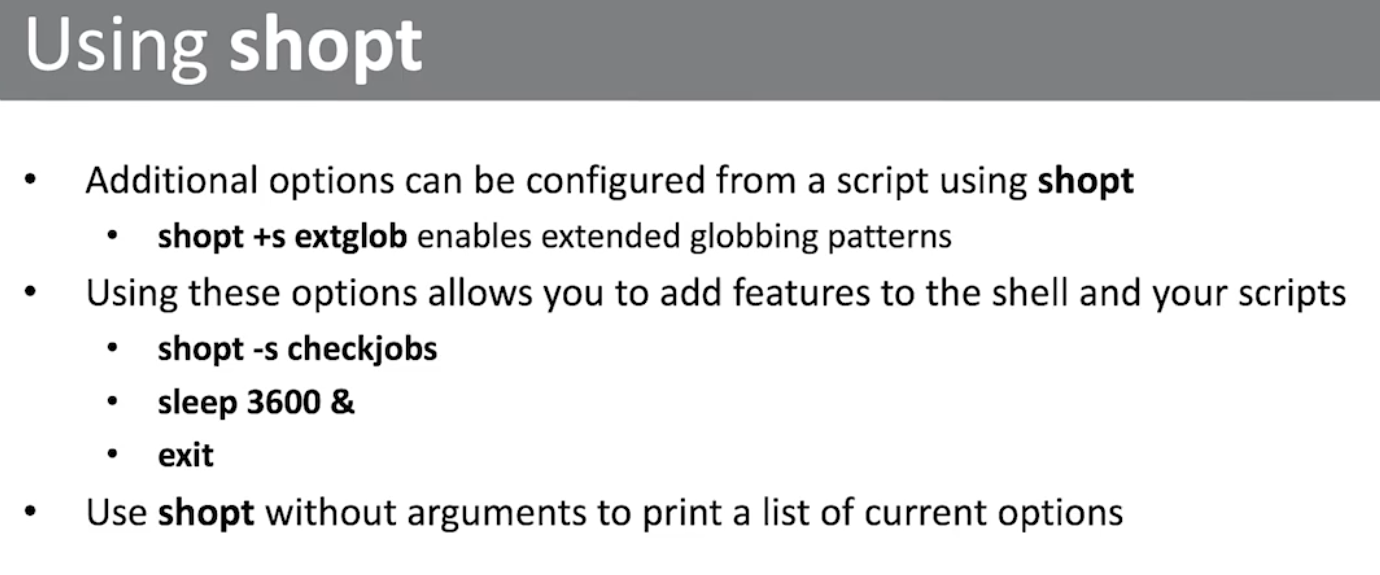 Using shopt
• Additional options can be configured from a script using shopt
• shopt +s extglob enables extended globbing patterns
• Using these options allows you to add features to the shell and your scripts
• shopt -s checkjobs
• sleep 3600 &
• exit
• Use shopt without arguments to print a list of current options